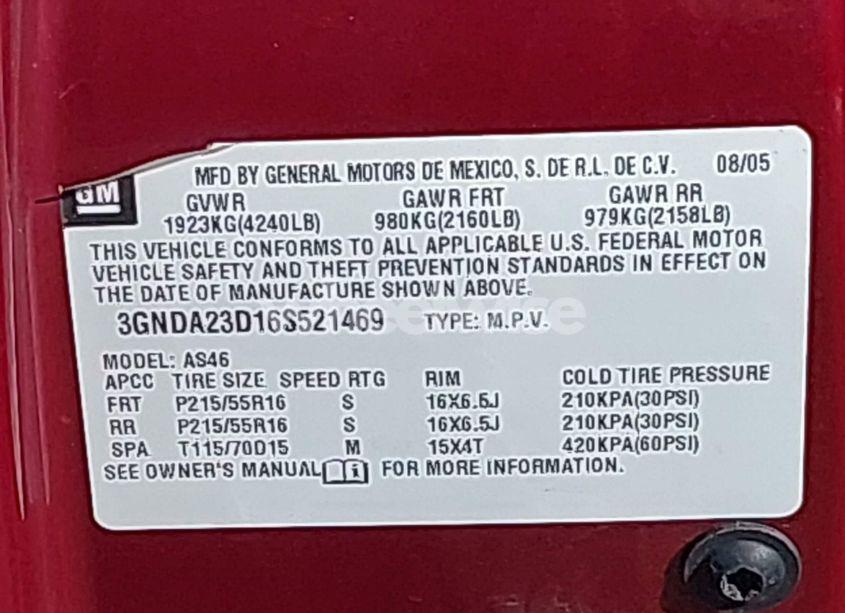 MFD BY GENERAL MOTORS DE MEXICO, S. DE R.L. DE C.V. 08/05
GM
GVWR GAWR FRT GAWR RR
1923KG(4240LB) 980KG(2160LB) 979KG(2158LB)
THIS VEHICLE CONFORMS TO ALL APPLICABLE U.S. FEDERAL MOTOR
VEHICLE SAFETY AND THEFT PREVENTION STANDARDS IN EFFECT ON
THE DATE OF MANUFACTURE SHOWN ABOVE.
3GNDA23D16S521469 TYPE: M.P.V.
MODEL: AS46
APCC TIRE SIZE SPEED RTG RIM COLD TIRE PRESSURE
FRT P215/55R16 S 16X6.5J 210KPA(30PSI)
RR P215/55R16 S 16X6.5J 210KPA(30PSI)
SPA T115/70D15 M 15X4T 420KPA(60PSI)
SEE OWNER'S MANUAL i FOR MORE INFORMATION.